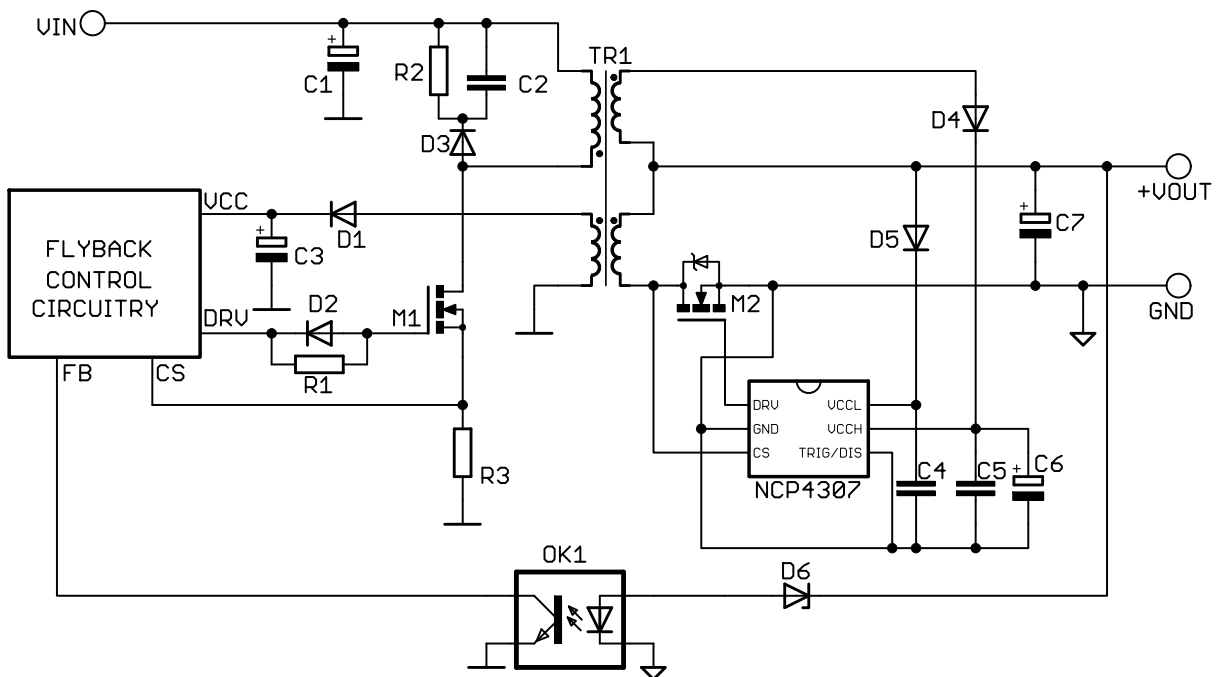 VIN
+
C1
R2
C2
TR1
D3
D4
+VOUT
VCC
D1
+
C3
FLYBACK
CONTROL
CIRCUITRY
D5
+
C7
DRV
D2
M1
M2
GND
R1
FB
CS
DRV
VCCL
GND
VCCH
CS
TRIG/DIS
NCP4307
C4
C5
+
C6
R3
OK1
D6